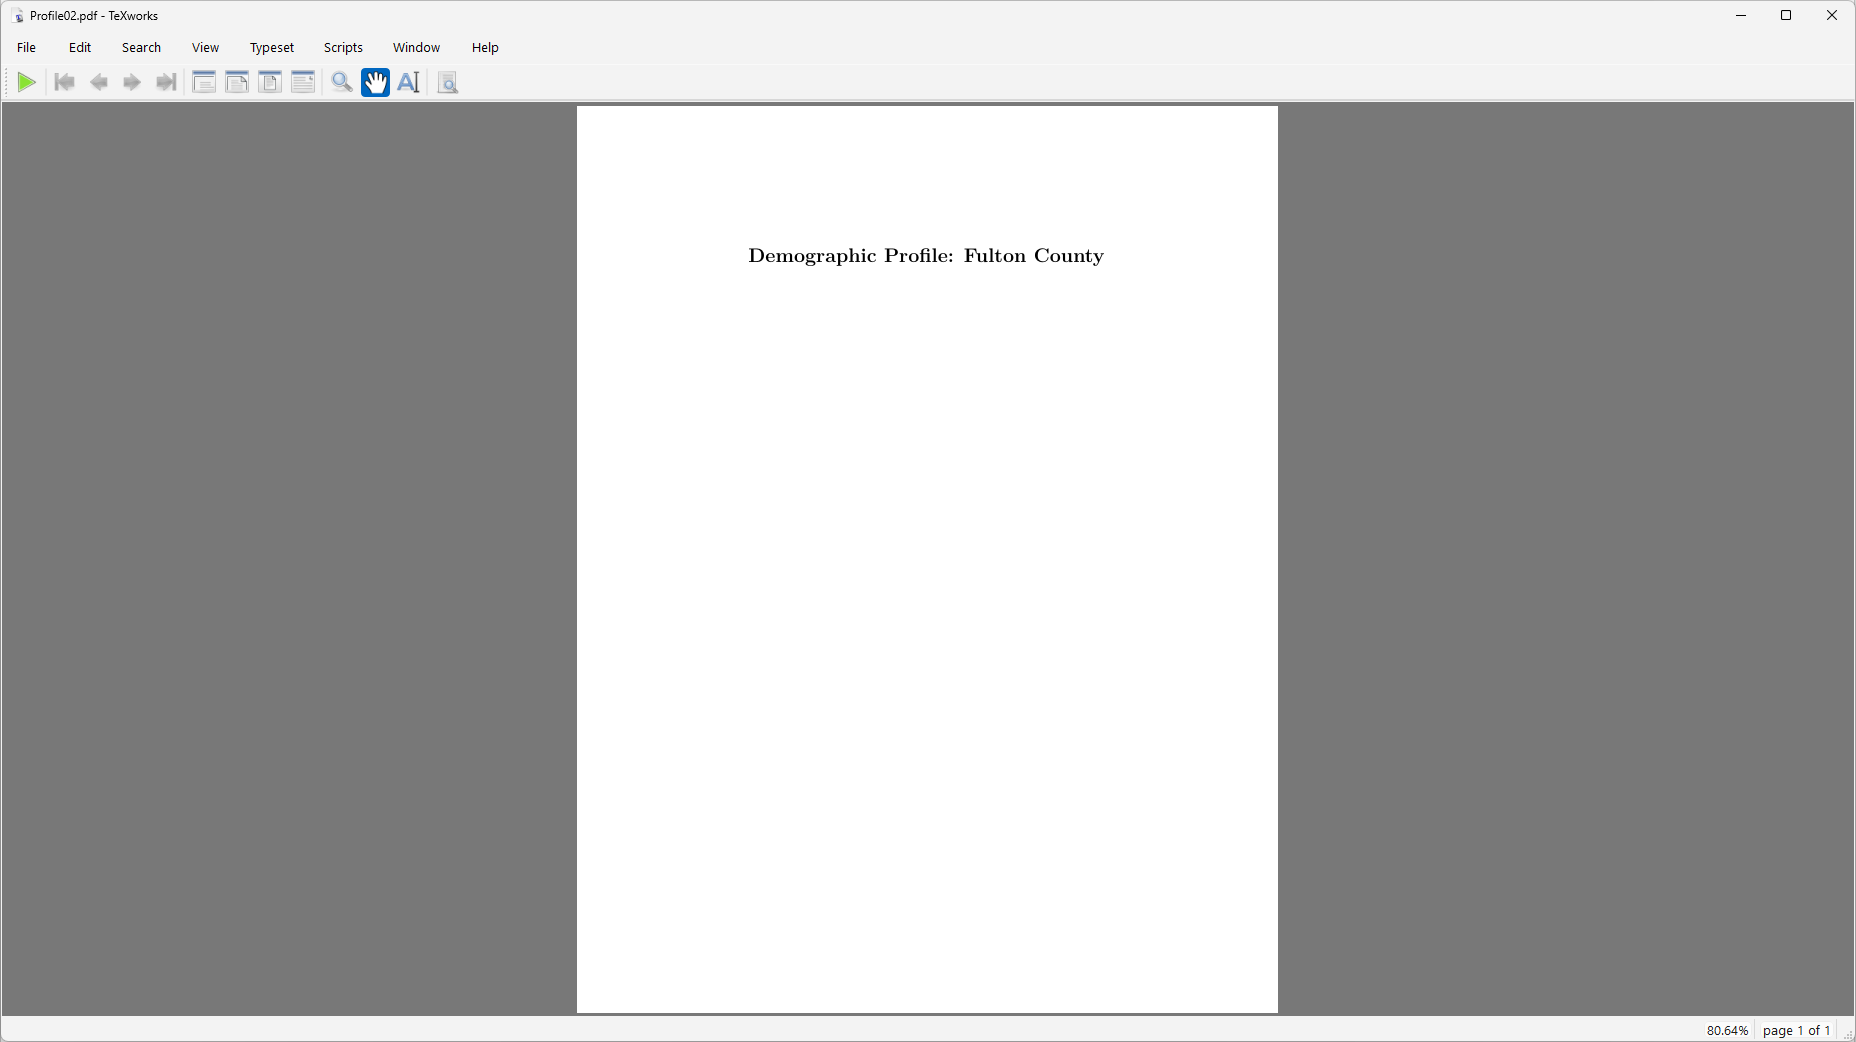 Profile02.pdf - TeXworks
File Edit Search View Typeset Scripts Window Help
Demographic Profile: Fulton County
80.64% page 1 of 1